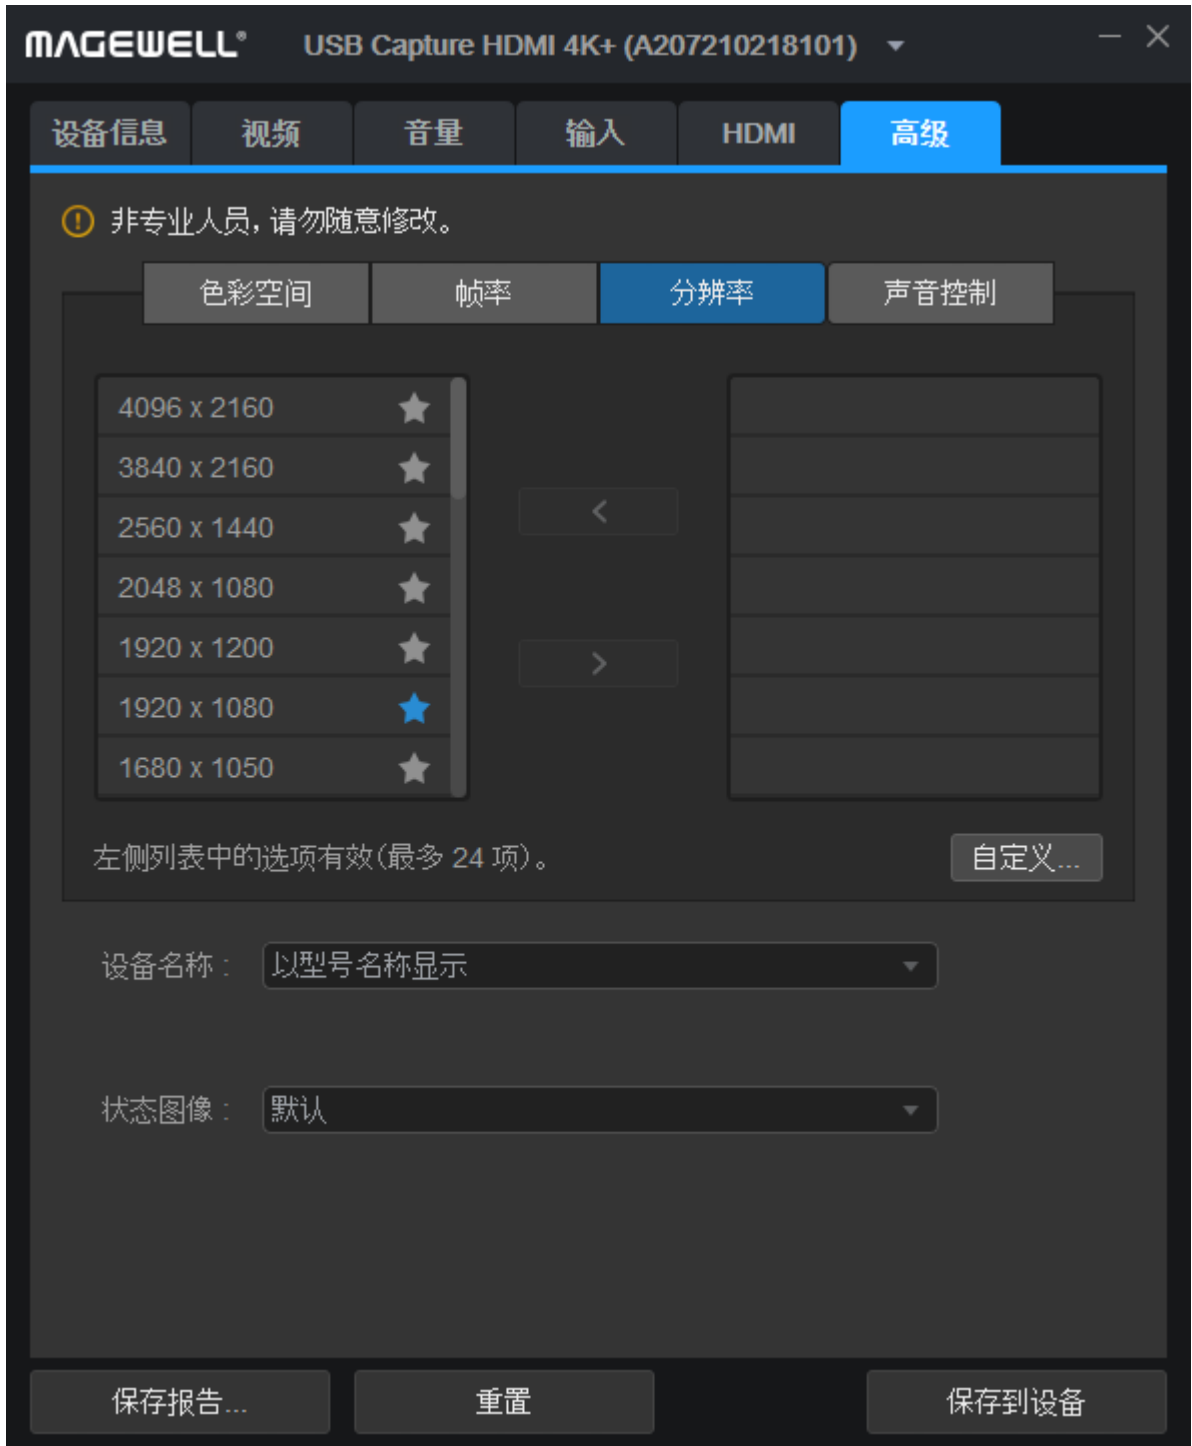 MAGEWELL® USB Capture HDMI 4K+ (A207210218101)
设备信息 视频 音量 输入 HDMI 高级
非专业人员，请勿随意修改。
色彩空间 帧率 分辨率 声音控制
4096 x 2160
3840 x 2160
2560 x 1440
2048 x 1080
1920 x 1200
1920 x 1080
1680 x 1050
左侧列表中的选项有效(最多 24 项)。 自定义...
设备名称： 以型号名称显示
状态图像： 默认
保存报告... 重置 保存到设备